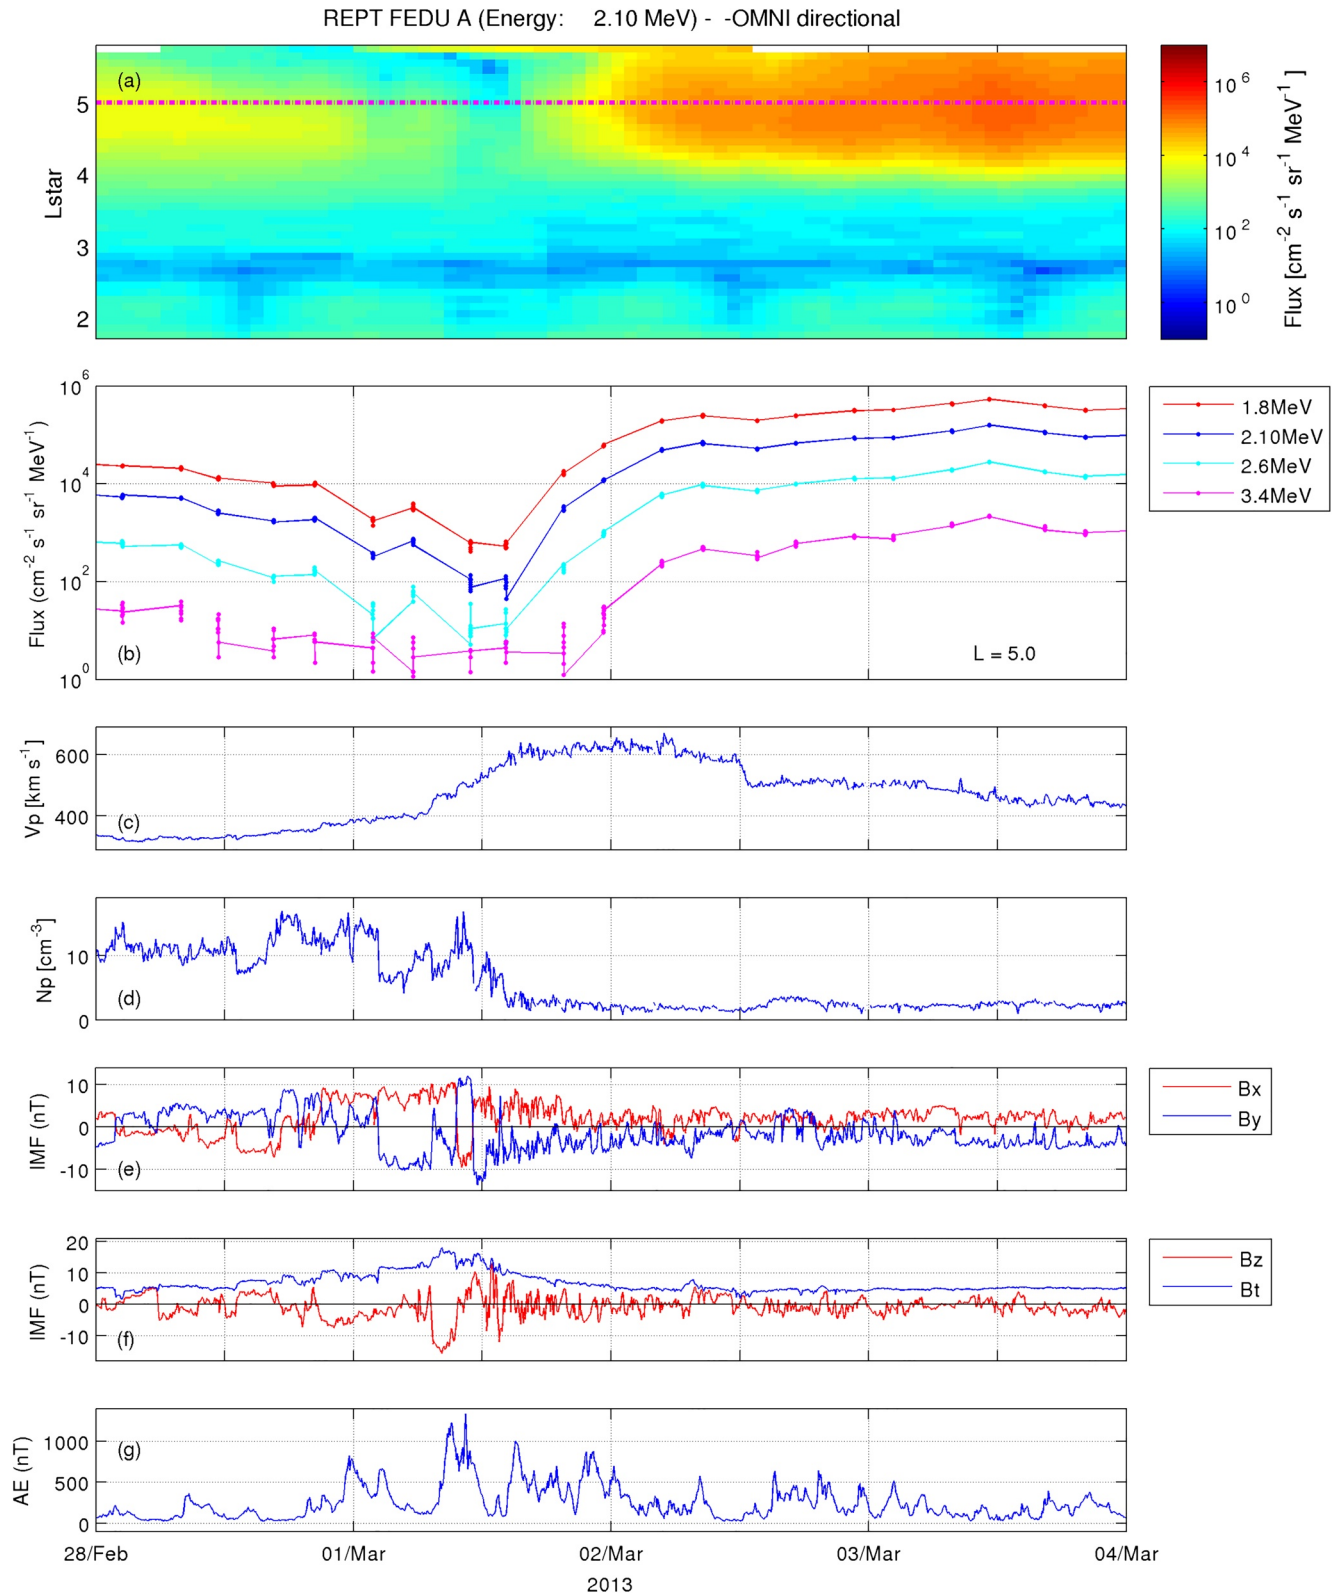 REPT FEDU A (Energy: 2.10 MeV) - -OMNI directional
(a)
5
4
3
2
Lstar
10^6
10^4
10^2
10^0
Flux [cm^-2 s^-1 sr^-1 MeV^-1 ]
10^6
10^4
10^2
10^0
Flux (cm^-2 s^-1 sr^-1 MeV^-1)
(b)
L = 5.0
1.8MeV
2.10MeV
2.6MeV
3.4MeV
600
400
Vp [km s^-1]
(c)
10
0
Np [cm^-3]
(d)
10
0
-10
IMF (nT)
(e)
Bx
By
20
10
0
-10
IMF (nT)
(f)
Bz
Bt
1000
500
0
AE (nT)
(g)
28/Feb 01/Mar 02/Mar 03/Mar 04/Mar
2013